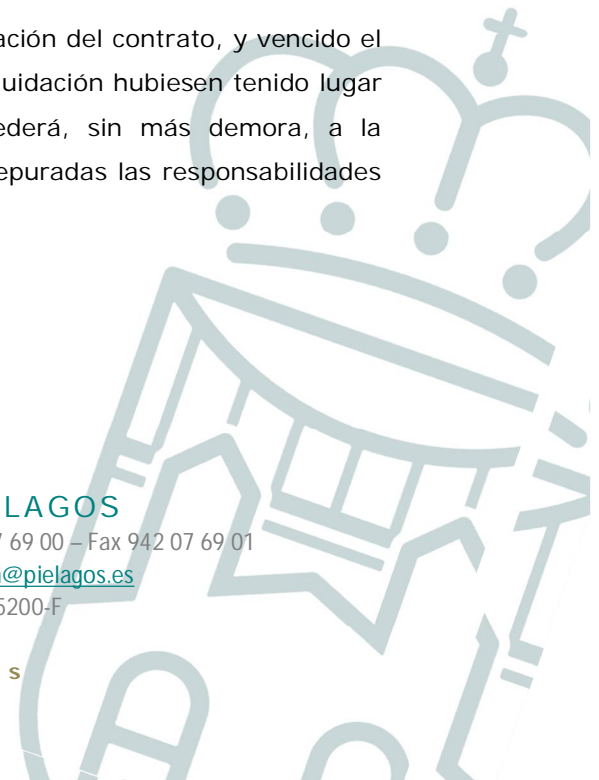 ación del contrato, y vencido el
uidación hubiesen tenido lugar
ederá, sin más demora, a la
epuradas las responsabilidades
LAGOS
7 69 00 – Fax 942 07 69 01
@pielagos.es
5200-F
s